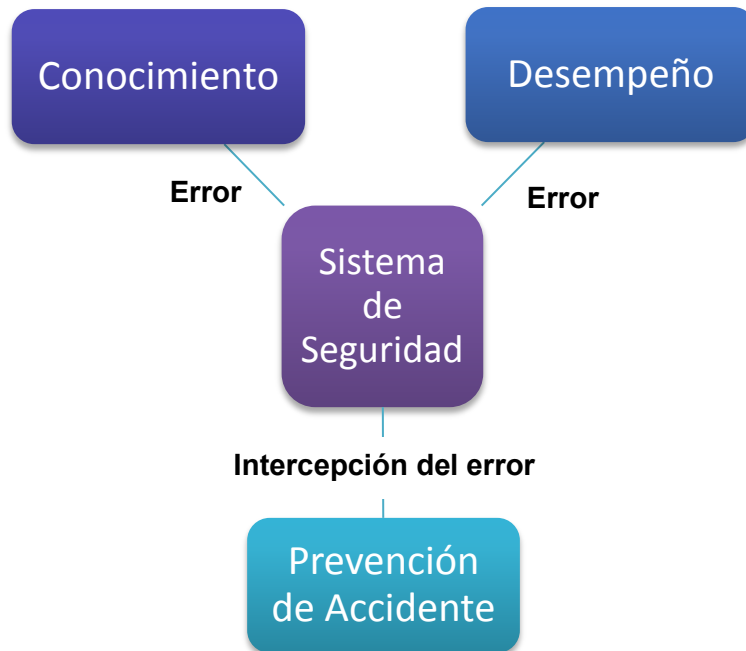 Conocimiento
Desempeño
Error
Error
Sistema
de
Seguridad
Intercepción del error
Prevención
de Accidente